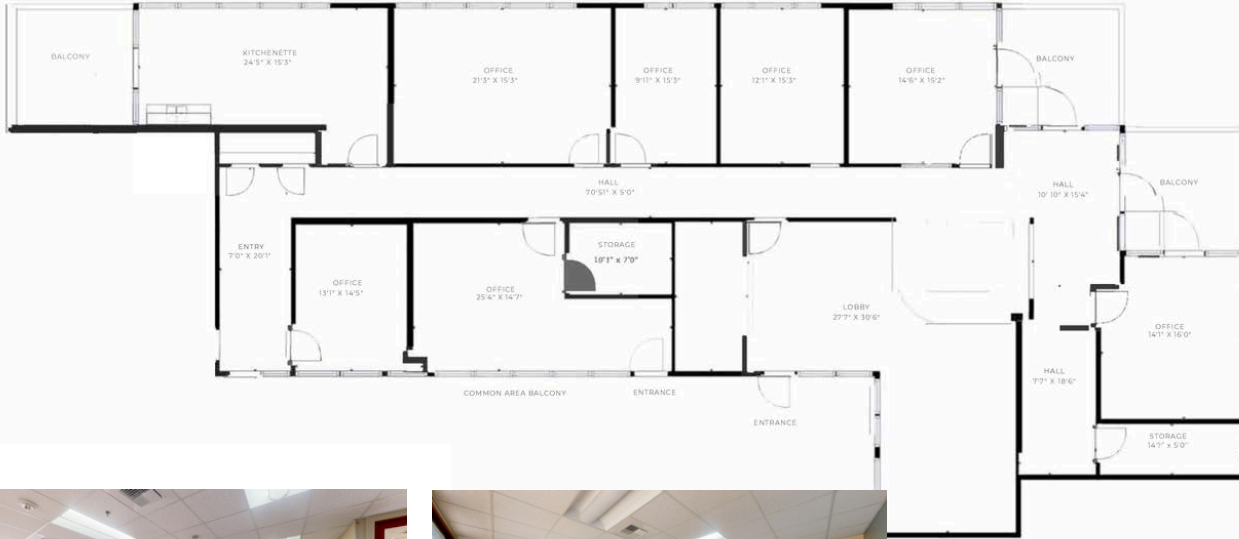 BALCONY
KITCHENETTE
24'5" X 15'3"
OFFICE
21'3" X 15'3"
OFFICE
9'11" X 15'3"
OFFICE
12'1" X 15'3"
OFFICE
14'6" X 15'2"
BALCONY
HALL
70'51" X 5'0"
HALL
10' 10" X 15'4"
BALCONY
ENTRY
7'0" X 20'1"
OFFICE
13'1" X 14'5"
OFFICE
25'4" X 14'7"
STORAGE
10'1" x 7'0"
LOBBY
27'7" X 30'6"
OFFICE
14'1" X 16'0"
HALL
7'7" X 18'6"
COMMON AREA BALCONY
ENTRANCE
ENTRANCE
STORAGE
14'?" x 5'0"